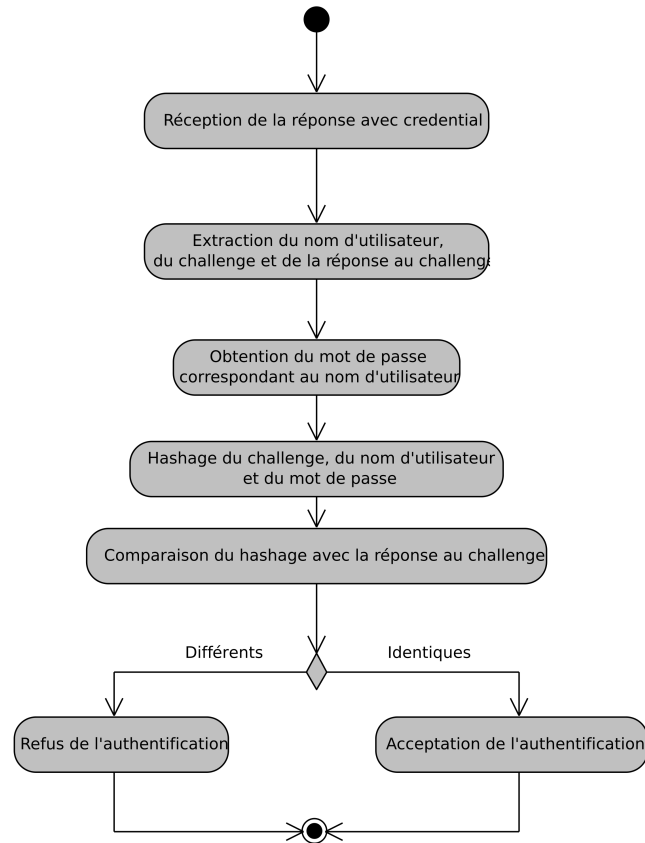 Réception de la réponse avec credential
Extraction du nom d'utilisateur,
du challenge et de la réponse au challenge
Obtention du mot de passe
correspondant au nom d'utilisateur
Hashage du challenge, du nom d'utilisateur
et du mot de passe
Comparaison du hashage avec la réponse au challenge
Différents
Identiques
Refus de l'authentification
Acceptation de l'authentification